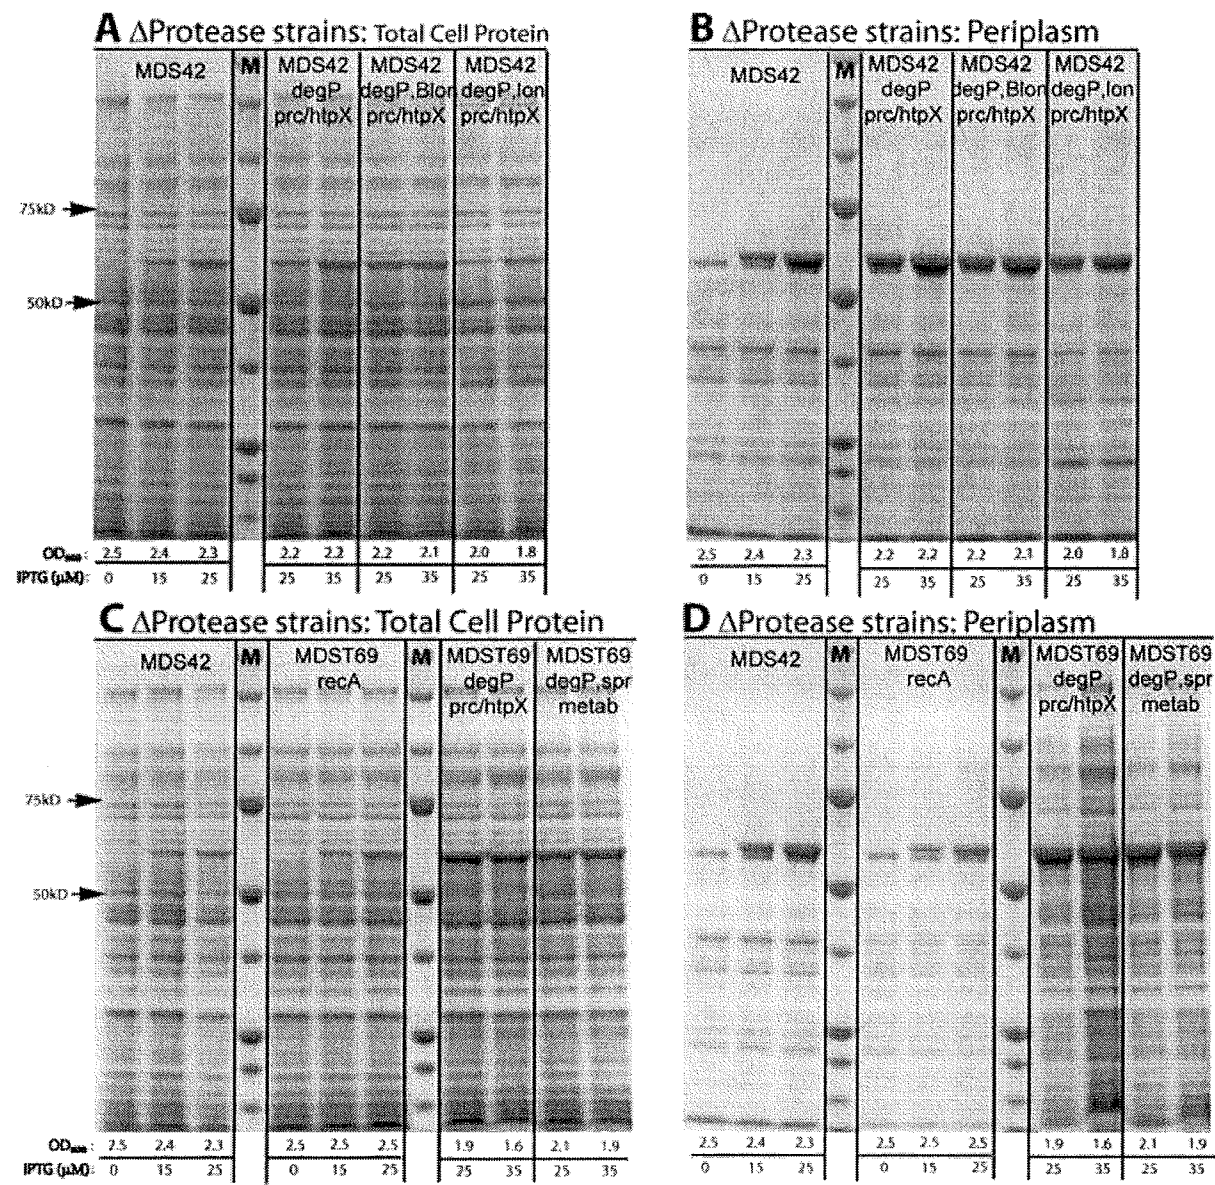 A ΔProtease strains: Total Cell Protein
MDS42
M
MDS42
degP
prc/htpX
MDS42
degP,Blon
prc/htpX
MDS42
degP,lon
prc/htpX
75kD
50kD
OD₆₀₀: 2.5 2.4 2.3 2.2 2.2 2.2 2.1 2.0 1.8
IPTG (μM): 0 15 25 25 35 25 35 25 35
B ΔProtease strains: Periplasm
MDS42
M
MDS42
degP
prc/htpX
MDS42
degP,Blon
prc/htpX
MDS42
degP,lon
prc/htpX
2.5 2.4 2.3 2.2 2.2 2.2 2.1 2.0 1.8
0 15 25 25 35 25 35 25 35
C ΔProtease strains: Total Cell Protein
MDS42
M
MDST69
recA
M
MDST69
degP
prc/htpX
MDST69
degP,spr
metab
75kD
50kD
OD₆₀₀: 2.5 2.4 2.3 2.5 2.5 2.5 1.9 1.6 2.1 1.9
IPTG (μM): 0 15 25 0 15 25 25 35 25 35
D ΔProtease strains: Periplasm
MDS42
M
MDST69
recA
M
MDST69
degP
prc/htpX
MDST69
degP,spr
metab
2.5 2.4 2.3 2.5 2.5 2.5 1.9 1.6 2.1 1.9
0 15 25 0 15 25 25 35 25 35